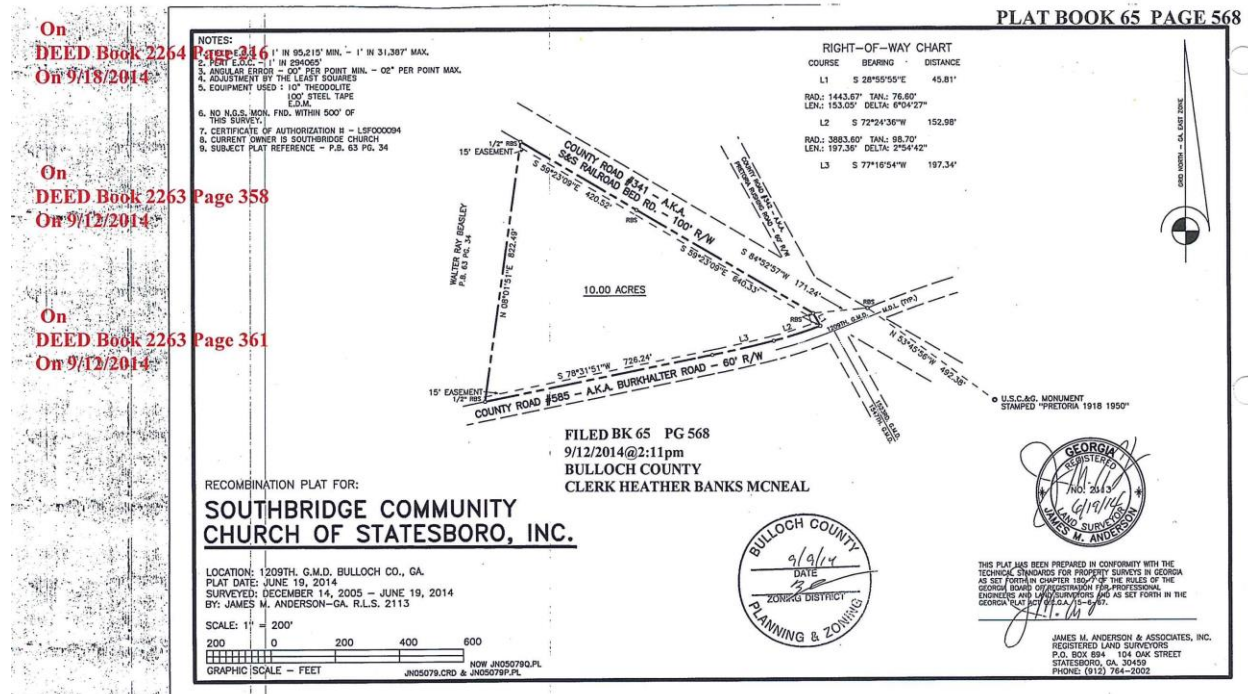 PLAT BOOK 65 PAGE 568
On
DEED Book 2264 Page 216
On 9/18/2014
On
DEED Book 2263 Page 358
On 9/12/2014
On
DEED Book 2263 Page 361
On 9/12/2014
NOTES:
1' IN 95,215' MIN. - 1' IN 31,387' MAX.
2. PLAT E.O.C. - 1' IN 294065'
3. ANGULAR ERROR - 00" PER POINT MIN. - 02" PER POINT MAX.
4. ADJUSTMENT BY THE LEAST SQUARES
5. EQUIPMENT USED : 10" THEODOLITE
100' STEEL TAPE
E.D.M.
6. NO N.G.S. MON. FND. WITHIN 500' OF
THIS SURVEY.
7. CERTIFICATE OF AUTHORIZATION # - LSF000094
8. CURRENT OWNER IS SOUTHBRIDGE CHURCH
9. SUBJECT PLAT REFERENCE - P.B. 63 PG. 34
RIGHT-OF-WAY CHART
COURSE BEARING DISTANCE
L1 S 28°55'55"E 45.81'
RAD.: 1443.67' TAN.: 76.60'
LEN.: 153.05' DELTA: 6°04'27"
L2 S 72°24'36"W 152.98'
RAD.: 3883.60' TAN.: 98.70'
LEN.: 197.36' DELTA: 2°54'42"
L3 S 77°16'54"W 197.34'
GRID NORTH - GA. EAST ZONE
1/2" RBS
15' EASEMENT
COUNTY ROAD #341 - A.K.A.
S&S RAILROAD BED RD. - 100' R/W
S 59°23'09"E 420.52'
RBS
S 59°23'09"E 640.33'
COUNTY ROAD #342 - A.K.A.
PRETORIA RUSHING ROAD - 60' R/W
S 84°52'57"W 171.24'
WALTER RAY BEASLEY
P.B. 63 PG. 34
N 08°01'51"E 822.49'
10.00 ACRES
RBS
RBS
L1
L2
L3
1209TH. G.M.D. M.D.L. (TYP.)
N 53°45'56"W 492.38'
S 78°31'51"W 726.24'
15' EASEMENT
1/2" RBS
COUNTY ROAD #585 - A.K.A. BURKHALTER ROAD - 60' R/W
1547TH. G.M.D.
U.S.C.&G. MONUMENT
STAMPED "PRETORIA 1918 1950"
FILED BK 65 PG 568
9/12/2014@2:11pm
BULLOCH COUNTY
CLERK HEATHER BANKS MCNEAL
RECOMBINATION PLAT FOR:
SOUTHBRIDGE COMMUNITY
CHURCH OF STATESBORO, INC.
LOCATION: 1209TH. G.M.D. BULLOCH CO., GA.
PLAT DATE: JUNE 19, 2014
SURVEYED: DECEMBER 14, 2005 - JUNE 19, 2014
BY: JAMES M. ANDERSON-GA. R.L.S. 2113
SCALE: 1" = 200'
200 0 200 400 600
GRAPHIC SCALE - FEET
JN05079.CRD & JN05079P.PL
NOW JN05079Q.PL
BULLOCH COUNTY
9/9/14
DATE
ZONING DISTRICT
PLANNING & ZONING
GEORGIA
REGISTERED
NO. 2113
6/19/14
LAND SURVEYOR
JAMES M. ANDERSON
THIS PLAT HAS BEEN PREPARED IN CONFORMITY WITH THE
TECHNICAL STANDARDS FOR PROPERTY SURVEYS IN GEORGIA
AS SET FORTH IN CHAPTER 180-7 OF THE RULES OF THE
GEORGIA BOARD OF REGISTRATION FOR PROFESSIONAL
ENGINEERS AND LAND SURVEYORS AND AS SET FORTH IN THE
GEORGIA PLAT ACT O.C.G.A. 15-6-67.
JAMES M. ANDERSON & ASSOCIATES, INC.
REGISTERED LAND SURVEYORS
P.O. BOX 894 104 OAK STREET
STATESBORO, GA. 30459
PHONE: (912) 764-2002